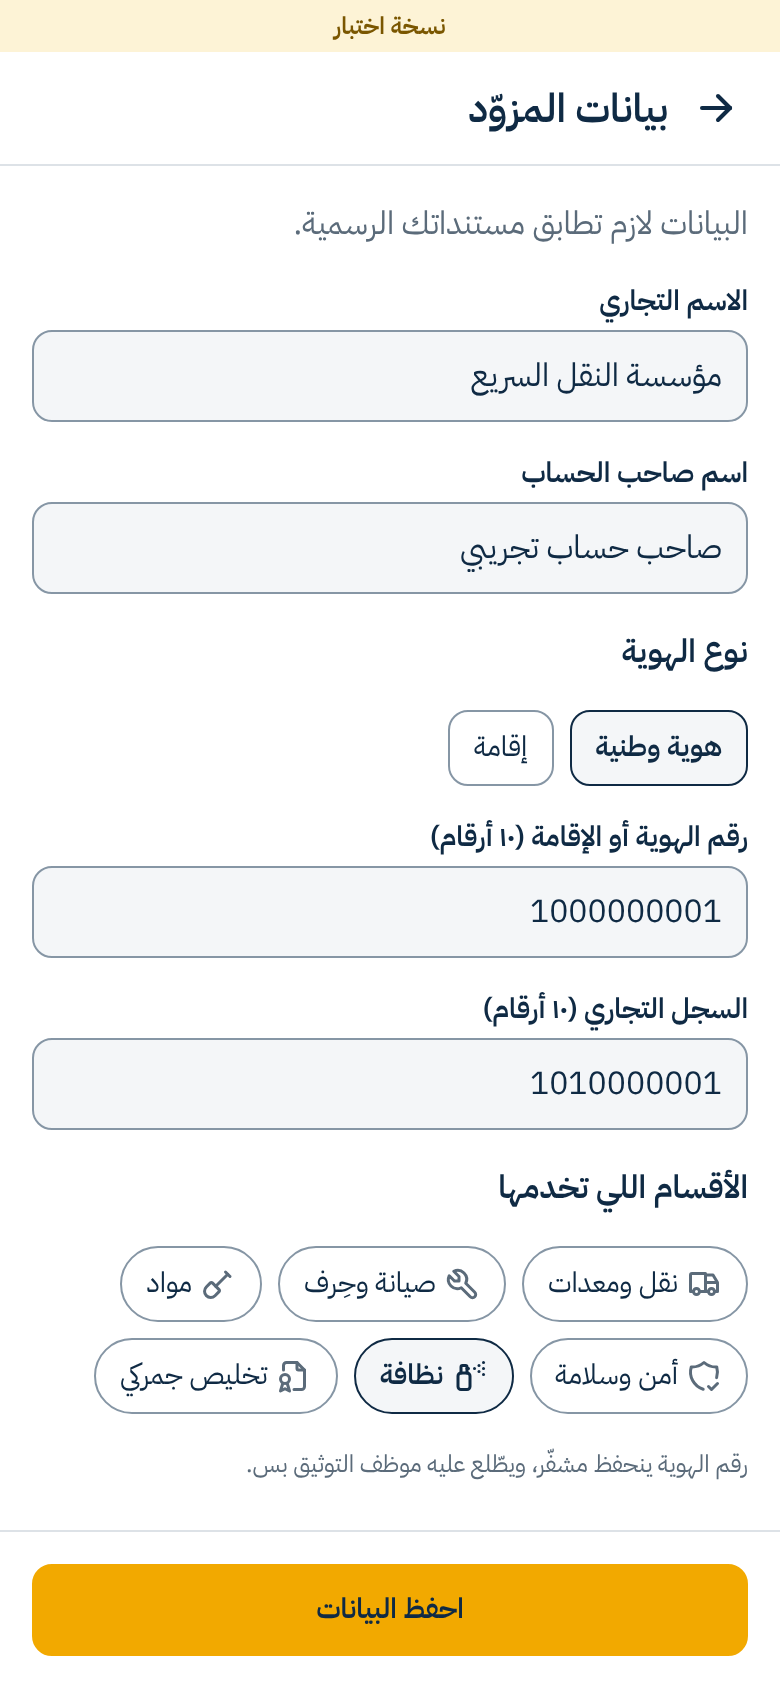 نسخة اختبار
بيانات المزوّد
البيانات لازم تطابق مستنداتك الرسمية.
الاسم التجاري
مؤسسة النقل السريع
اسم صاحب الحساب
صاحب حساب تجريبي
نوع الهوية
هوية وطنية
إقامة
رقم الهوية أو الإقامة (١٠ أرقام)
1000000001
السجل التجاري (١٠ أرقام)
1010000001
الأقسام اللي تخدمها
نقل ومعدات
صيانة وحِرف
مواد
أمن وسلامة
نظافة
تخليص جمركي
رقم الهوية ينحفظ مشفّر، ويطّلع عليه موظف التوثيق بس.
احفظ البيانات